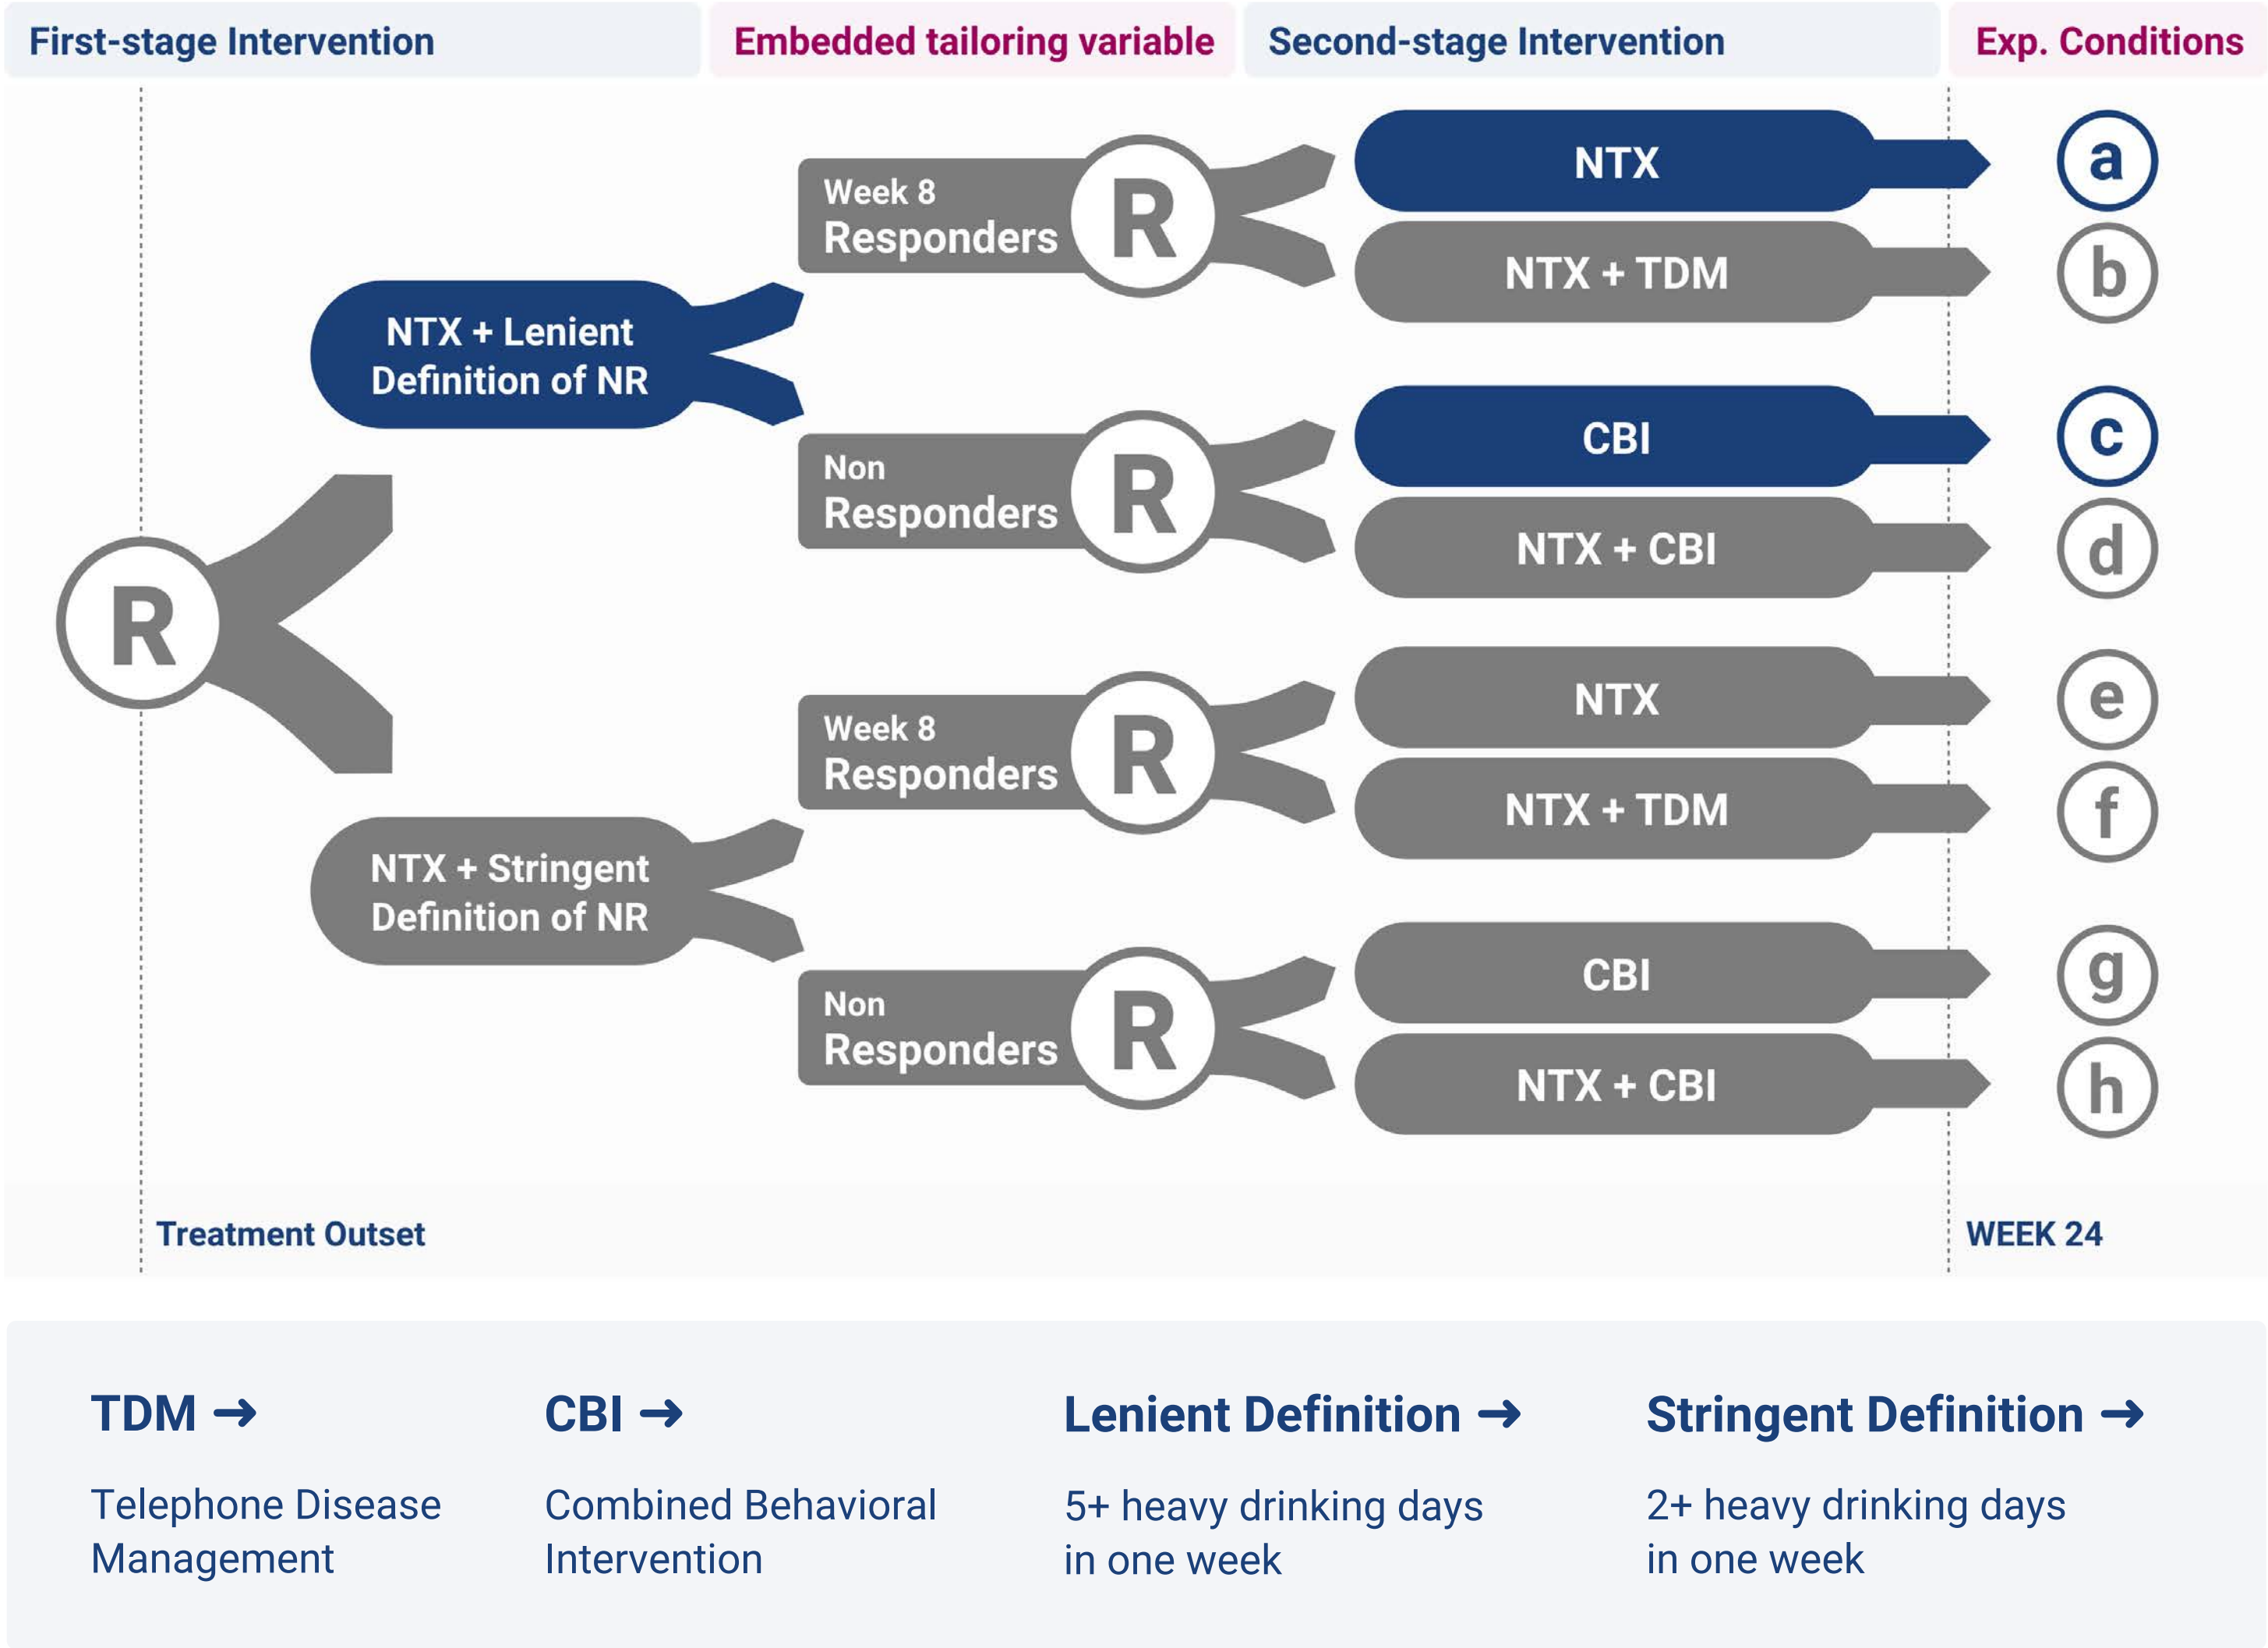 First-stage Intervention
Embedded tailoring variable
Second-stage Intervention
Exp. Conditions
R
NTX + Lenient
Definition of NR
Week 8
Responders
R
NTX
a
NTX + TDM
b
Non
Responders
R
CBI
c
NTX + CBI
d
NTX + Stringent
Definition of NR
Week 8
Responders
R
NTX
e
NTX + TDM
f
Non
Responders
R
CBI
g
NTX + CBI
h
Treatment Outset
WEEK 24
TDM →
Telephone Disease
Management
CBI →
Combined Behavioral
Intervention
Lenient Definition →
5+ heavy drinking days
in one week
Stringent Definition →
2+ heavy drinking days
in one week